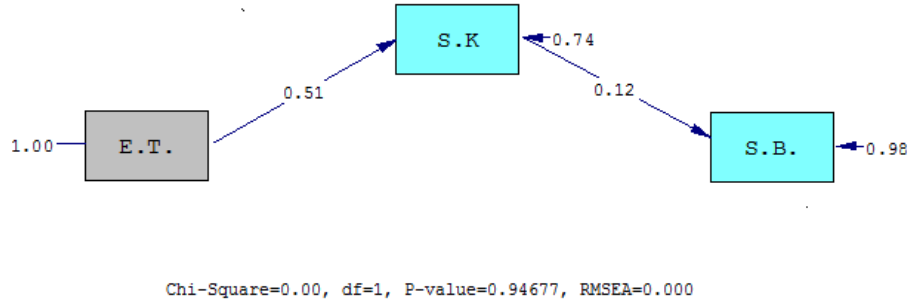 S.K
0.74
0.51
0.12
1.00
E.T.
S.B.
0.98
Chi-Square=0.00, df=1, P-value=0.94677, RMSEA=0.000